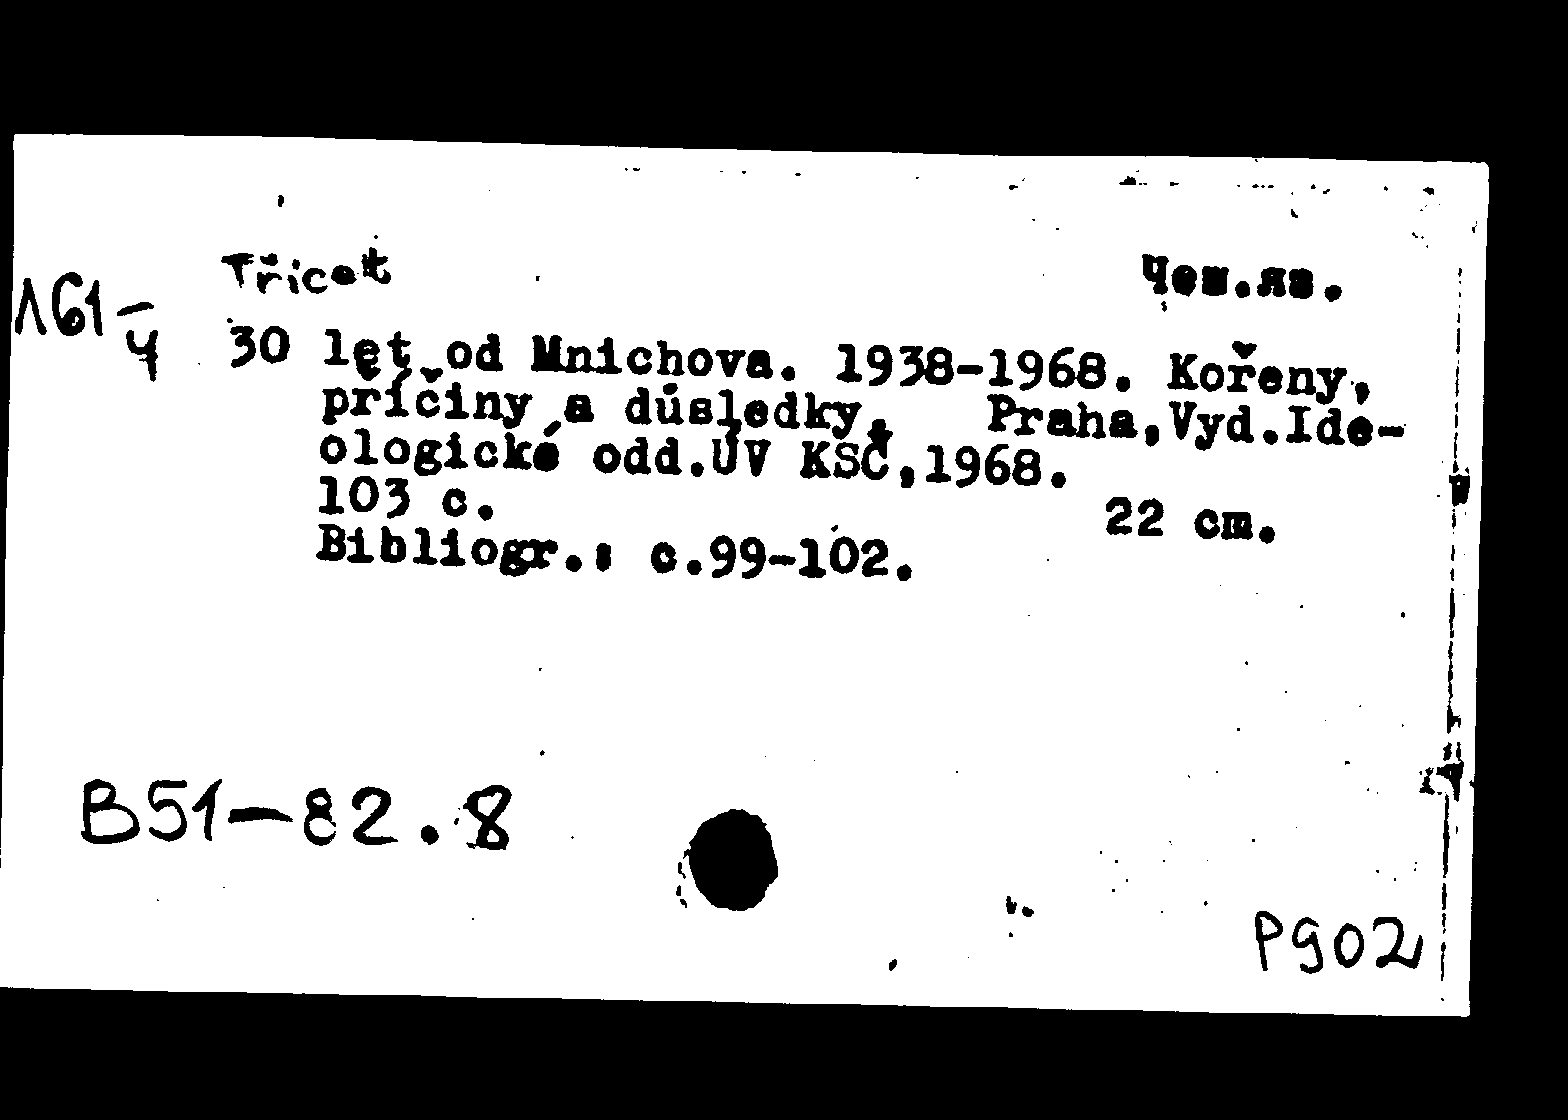 Třicet Чеш.яз.
Л61-
4
30 let od Mnichova. 1938-1968. Kořeny,
příčiny a důsledky. Praha,Vyd.Ide-
ologické odd.ÚV KSČ,1968.
103 с. 22 cm.
Bibliogr.: с.99-102.
B51-82.8
P902